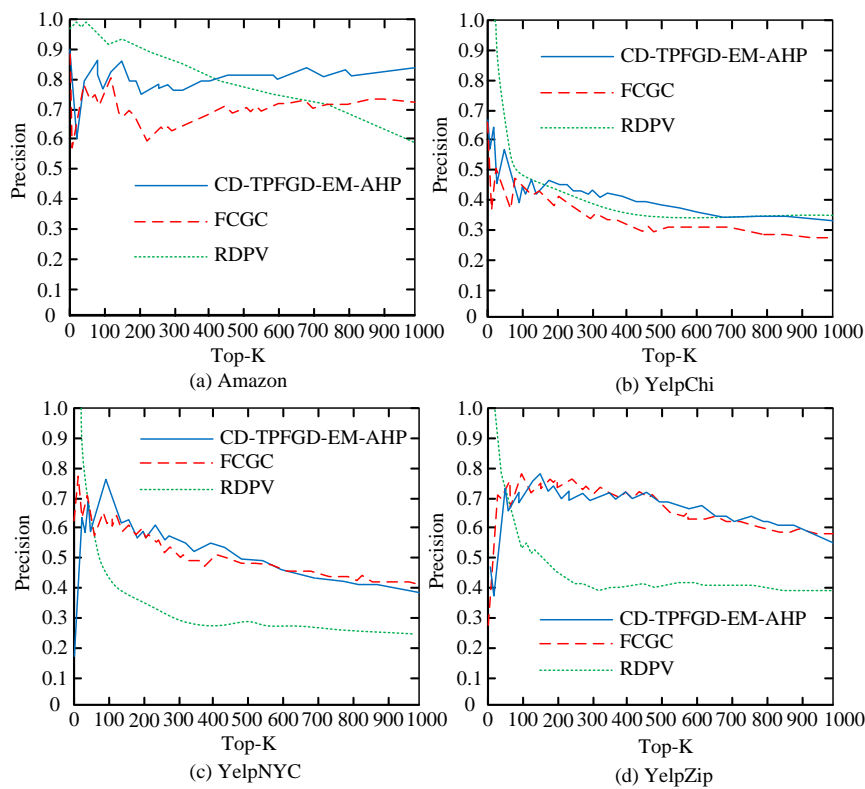 1.0
0.9
0.8
0.7
0.6
0.5
0.4
0.3
0.2
0.1
0
Precision
CD-TPFGD-EM-AHP
FCGC
RDPV
0 100 200 300 400 500 600 700 800 900 1000
Top-K
(a) Amazon
1.0
0.9
0.8
0.7
0.6
0.5
0.4
0.3
0.2
0.1
0
Precision
CD-TPFGD-EM-AHP
FCGC
RDPV
0 100 200 300 400 500 600 700 800 900 1000
Top-K
(b) YelpChi
1.0
0.9
0.8
0.7
0.6
0.5
0.4
0.3
0.2
0
Precision
CD-TPFGD-EM-AHP
FCGC
RDPV
0 100 200 300 400 500 600 700 800 900 1000
Top-K
(c) YelpNYC
1.0
0.9
0.8
0.7
0.6
0.5
0.4
0.3
0.2
0.1
0
Precision
CD-TPFGD-EM-AHP
FCGC
RDPV
0 100 200 300 400 500 600 700 800 900 1000
Top-K
(d) YelpZip